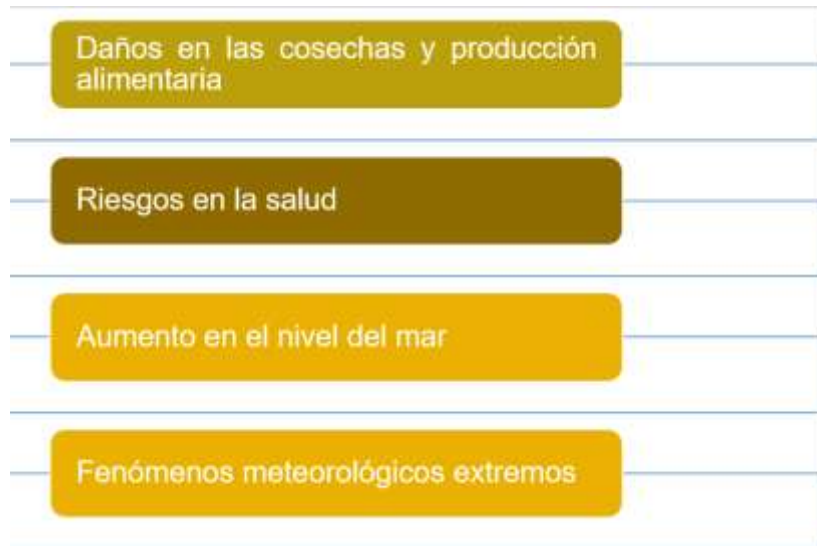 Daños en las cosechas y producción
alimentaria
Riesgos en la salud
Aumento en el nivel del mar
Fenómenos meteorológicos extremos